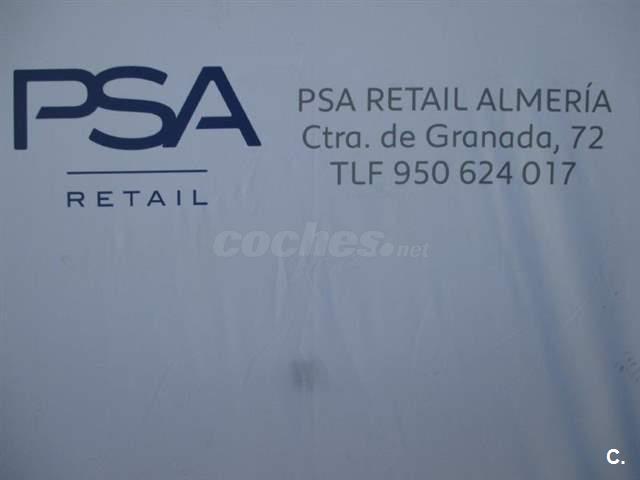 PSA
RETAIL
PSA RETAIL ALMERÍA
Ctra. de Granada, 72
TLF 950 624 017
coches.net
C.